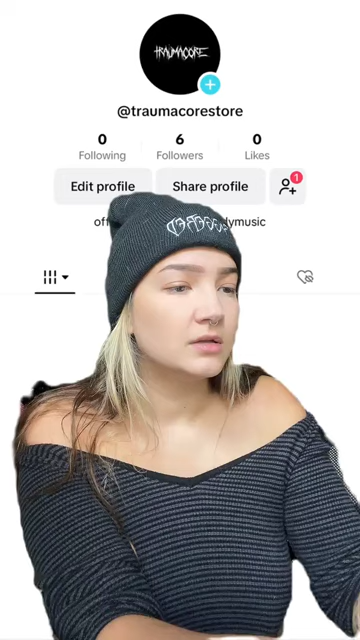 TRAUMACORE
@traumacorestore
0 6 0
Following Followers Likes
Edit profile Share profile 1